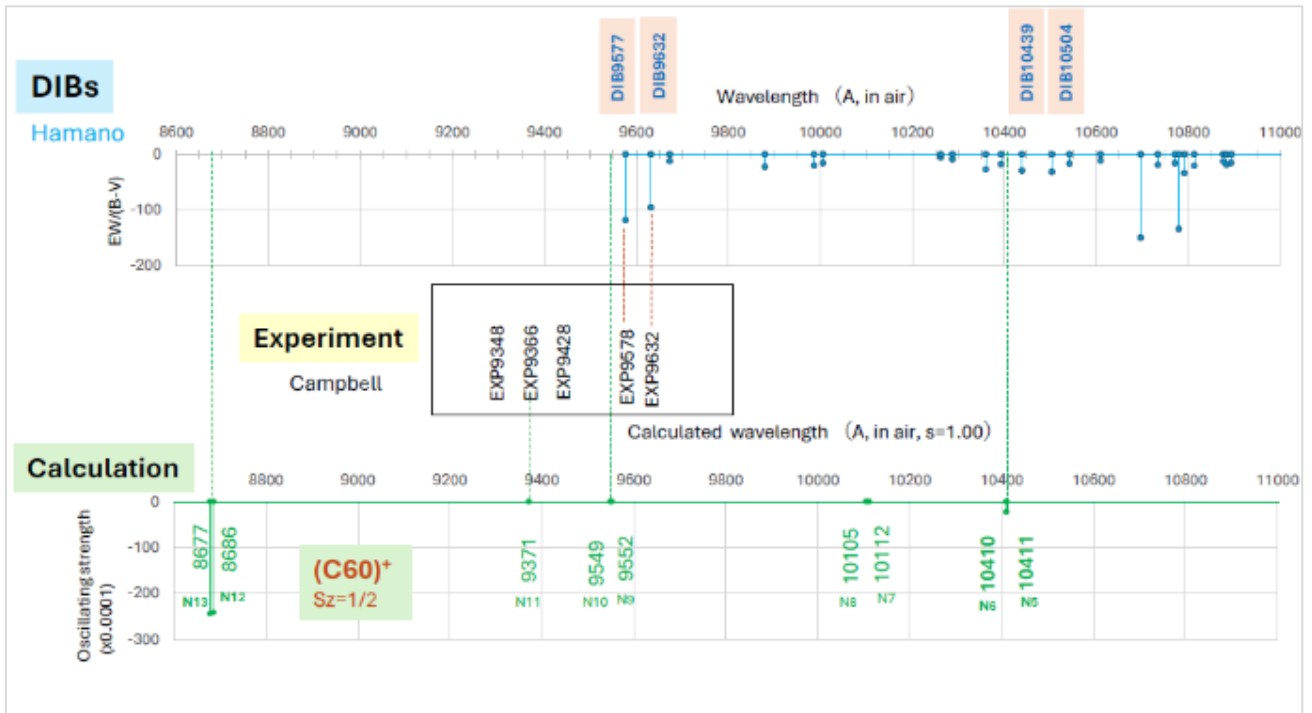 DIB9577
DIB9632
DIB10439
DIB10504
DIBs
Wavelength (A, in air)
Hamano
8600 8800 9000 9200 9400 9600 9800 10000 10200 10400 10600 10800 11000
EW/(B-V)
0
-100
-200
Experiment
Campbell
EXP9348
EXP9366
EXP9428
EXP9578
EXP9632
Calculated wavelength (A, in air, s=1.00)
Calculation
8800 9000 9200 9400 9600 9800 10000 10200 10400 10600 10800 11000
Oscillating strength
(x0.0001)
0
-100
-200
-300
8677
8686
9371
9549
9552
10105
10112
10410
10411
N13 N12 N11 N10 N9 N8 N7 N6 N5
(C60)+
Sz=1/2